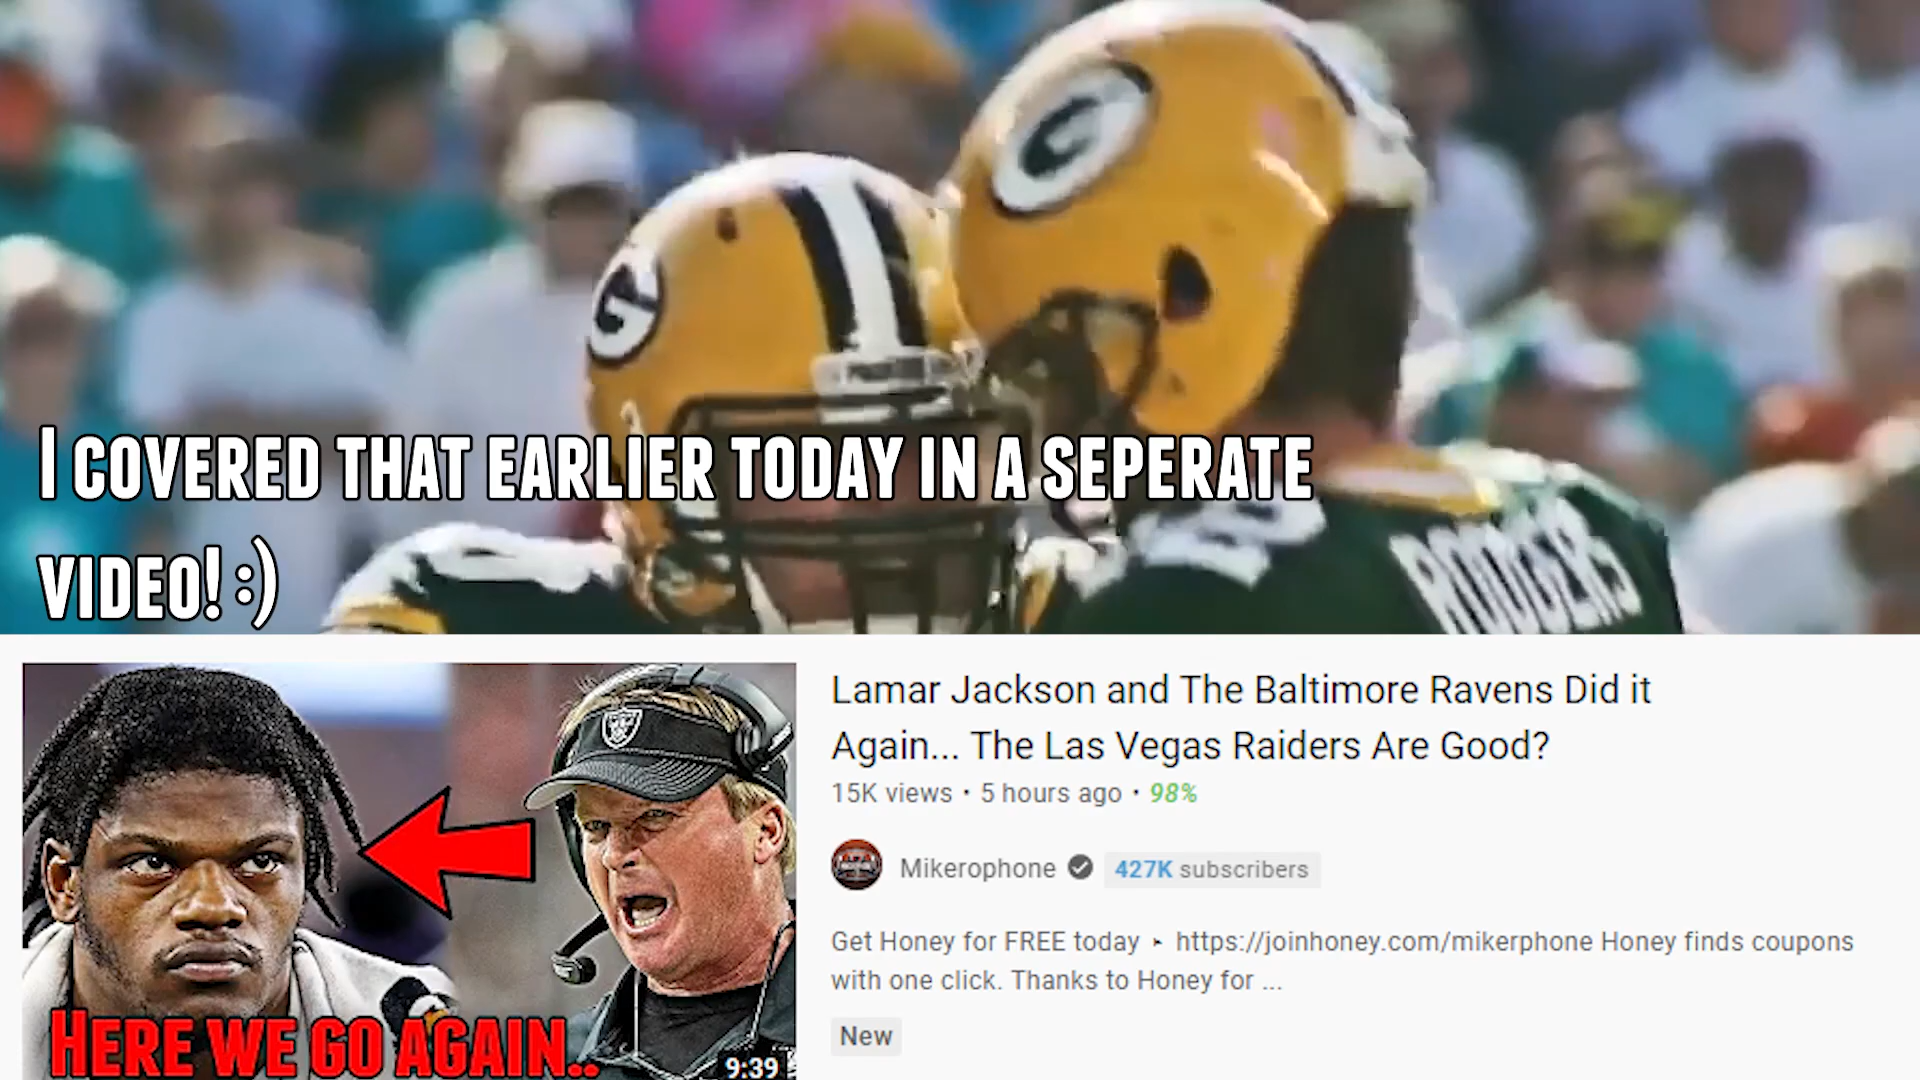 G
G
I COVERED THAT EARLIER TODAY IN A SEPERATE
VIDEO! :)
RODGERS
Lamar Jackson and The Baltimore Ravens Did it
Again... The Las Vegas Raiders Are Good?
15K views • 5 hours ago • 98%
Mikerophone
427K subscribers
Get Honey for FREE today ‣ https://joinhoney.com/mikerphone Honey finds coupons
with one click. Thanks to Honey for ...
New
HERE WE GO AGAIN..
9:39